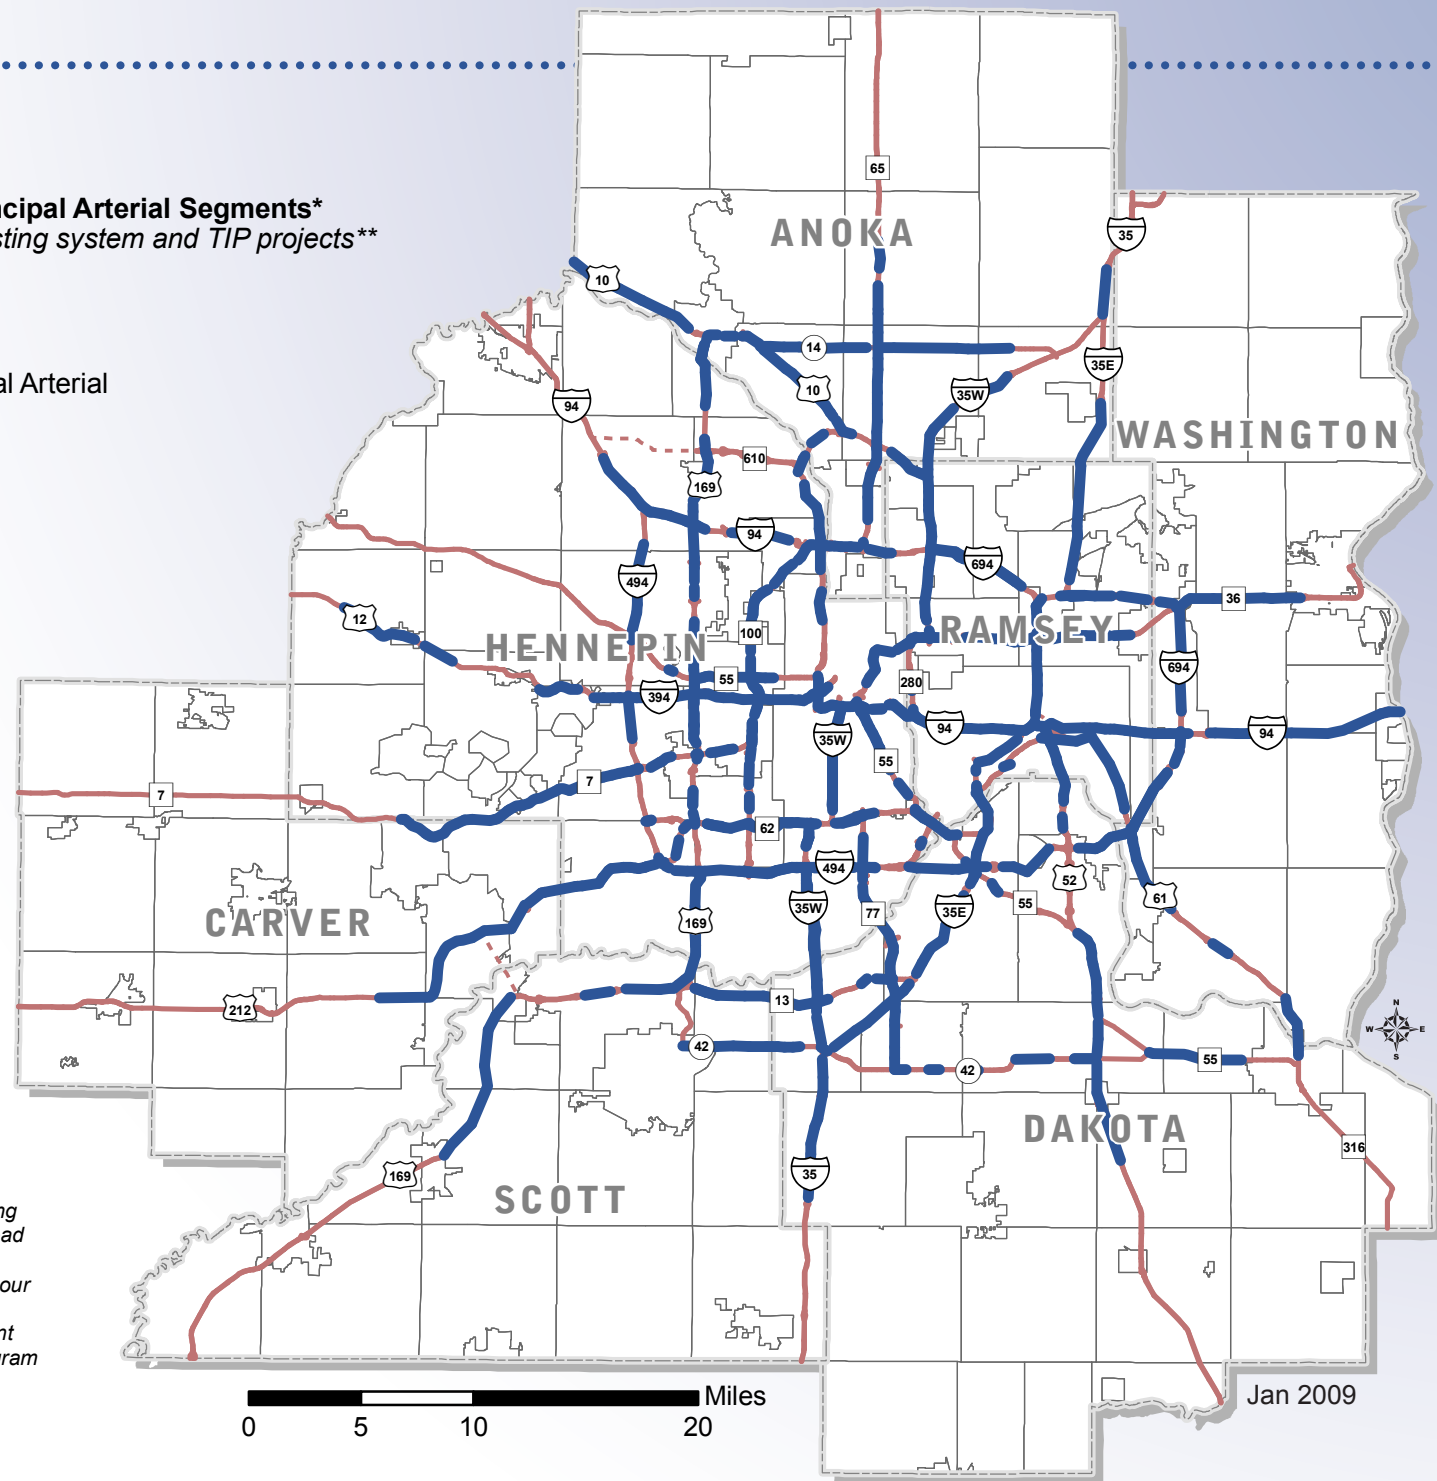 ncipal Arterial Segments*
sting system and TIP projects**
al Arterial
65
ANOKA
35
10
14
35E
10
35W
94
WASHINGTON
610
169
94
694
494
36
12
100
RAMSEY
HENNEPIN
694
55
280
394
94
94
35W
55
7
7
62
494
52
61
35W
77
35E
55
CARVER
169
13
212
42
55
42
DAKOTA
316
35
169
SCOTT
N
W E
S
ng
ad
our
nt
gram
Miles
0 5 10 20
Jan 2009